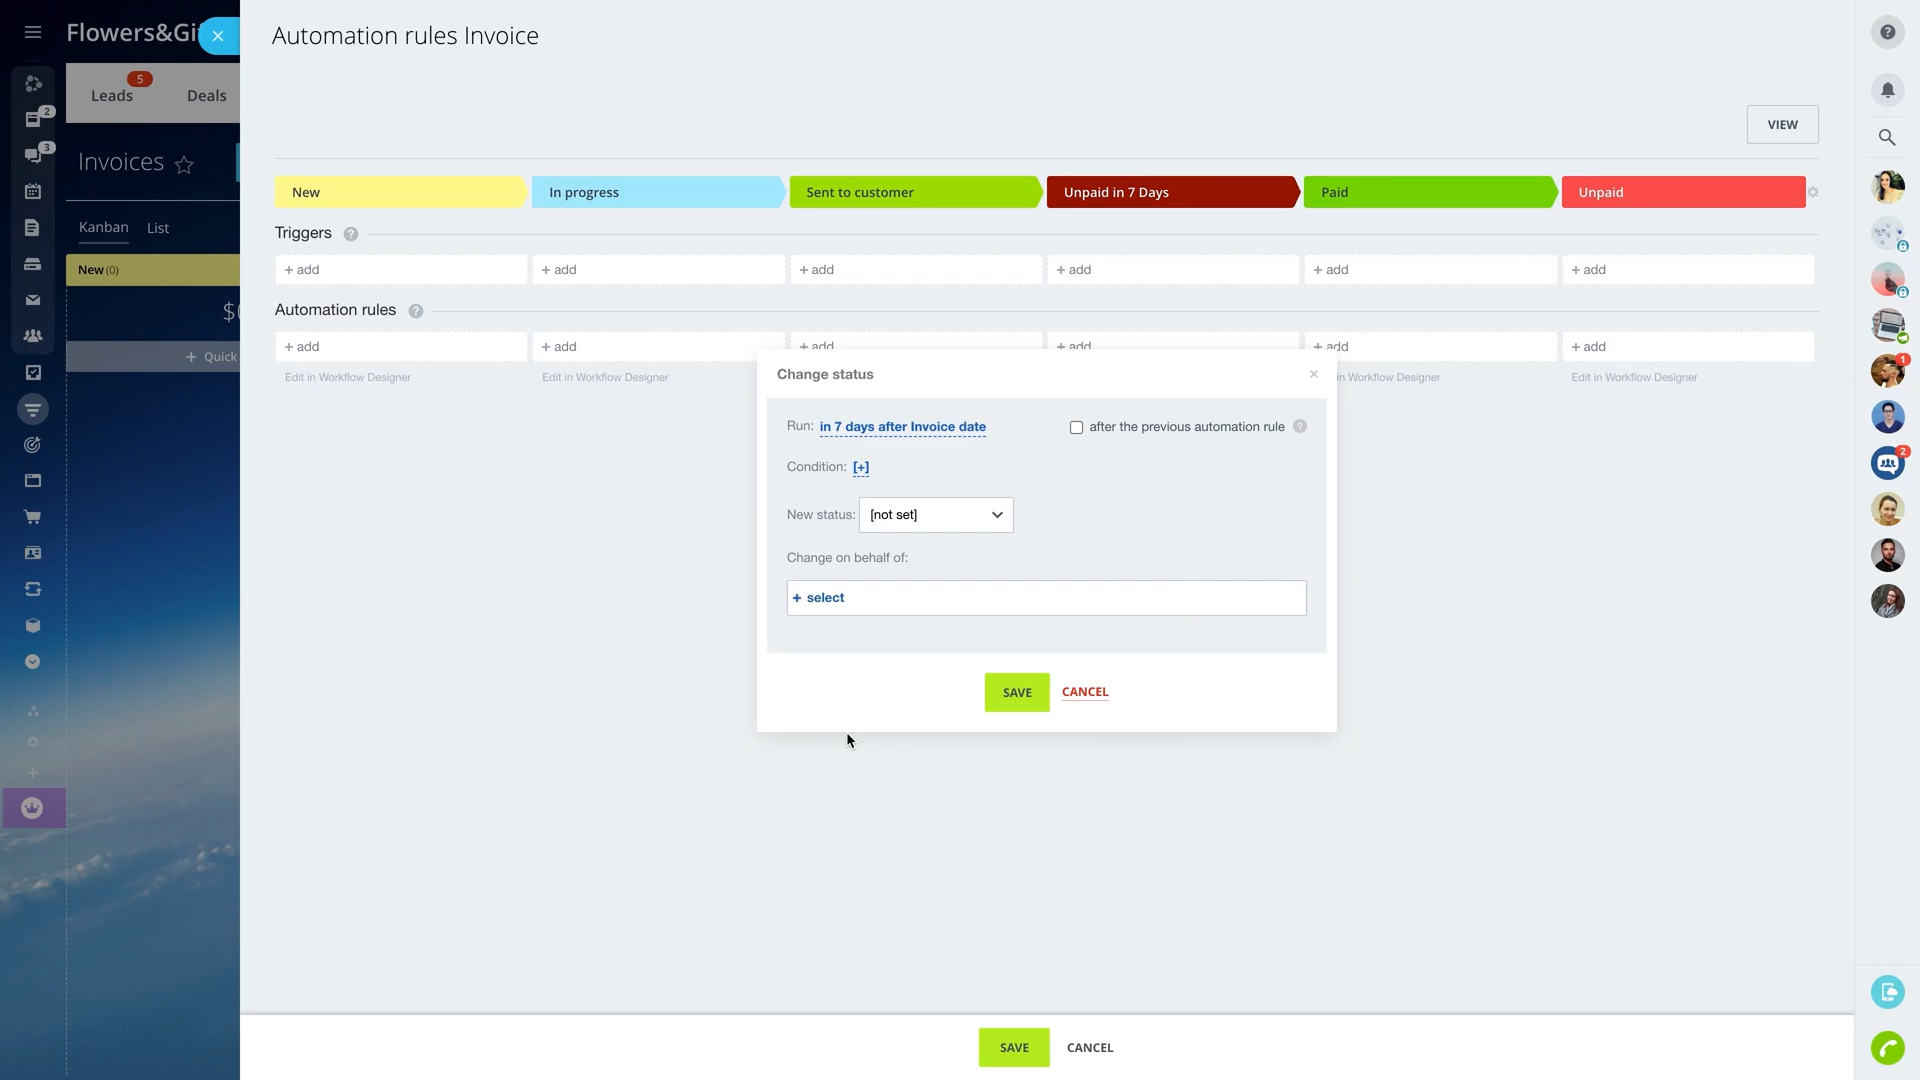 Flowers&Gi
Automation rules Invoice
5
Leads
Deals
2
VIEW
3
Invoices
New
In progress
Sent to customer
Unpaid in 7 Days
Paid
Unpaid
Kanban
List
Triggers ?
New (0)
+ add
+ add
+ add
+ add
+ add
+ add
Automation rules ?
+ add
+ add
+ add
+ add
+ add
+ add
+ Quick
Edit in Workflow Designer
Edit in Workflow Designer
in Workflow Designer
Edit in Workflow Designer
Change status
Run: in 7 days after Invoice date
after the previous automation rule ?
Condition: [+]
New status: [not set]
Change on behalf of:
+ select
SAVE
CANCEL
SAVE
CANCEL
?
1
2